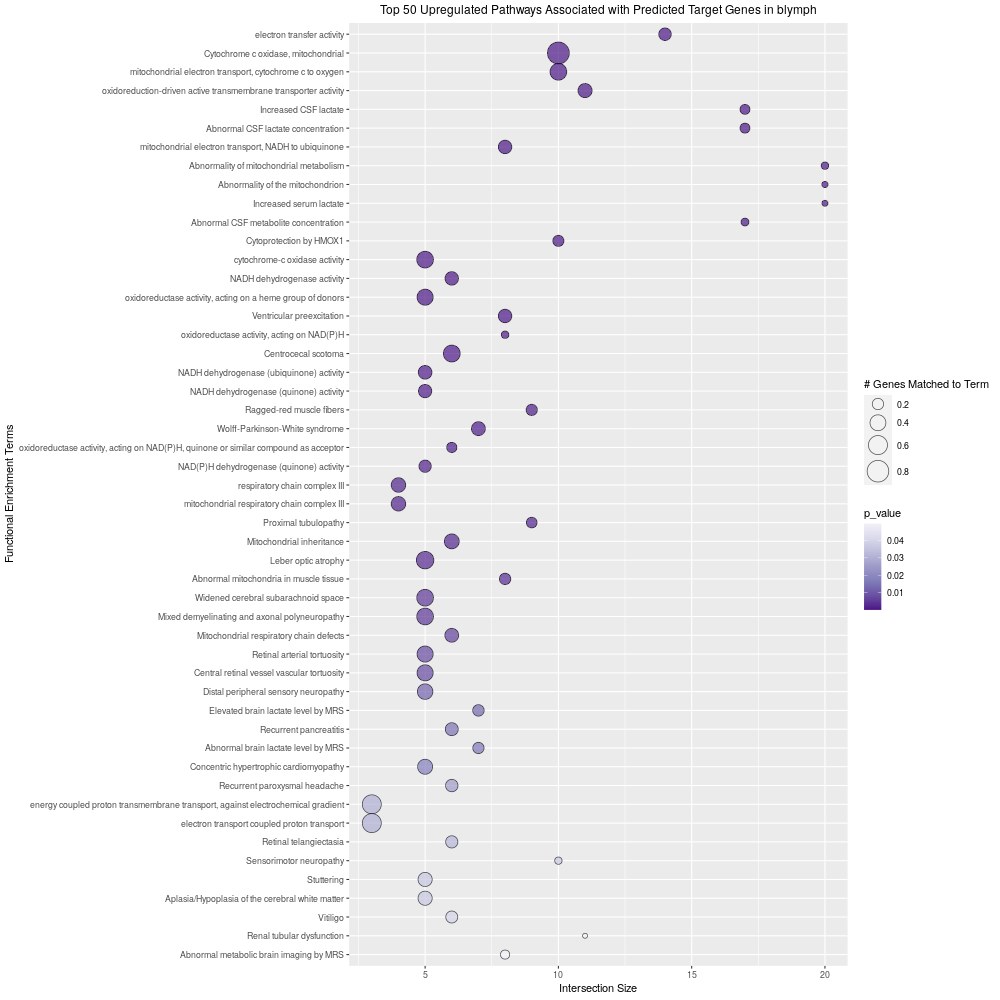 Top 50 Upregulated Pathways Associated with Predicted Target Genes in blymph
Functional Enrichment Terms
electron transfer activity
Cytochrome c oxidase, mitochondrial
mitochondrial electron transport, cytochrome c to oxygen
oxidoreduction-driven active transmembrane transporter activity
Increased CSF lactate
Abnormal CSF lactate concentration
mitochondrial electron transport, NADH to ubiquinone
Abnormality of mitochondrial metabolism
Abnormality of the mitochondrion
Increased serum lactate
Abnormal CSF metabolite concentration
Cytoprotection by HMOX1
cytochrome-c oxidase activity
NADH dehydrogenase activity
oxidoreductase activity, acting on a heme group of donors
Ventricular preexcitation
oxidoreductase activity, acting on NAD(P)H
Centrocecal scotoma
NADH dehydrogenase (ubiquinone) activity
NADH dehydrogenase (quinone) activity
Ragged-red muscle fibers
Wolff-Parkinson-White syndrome
oxidoreductase activity, acting on NAD(P)H, quinone or similar compound as acceptor
NAD(P)H dehydrogenase (quinone) activity
respiratory chain complex III
mitochondrial respiratory chain complex III
Proximal tubulopathy
Mitochondrial inheritance
Leber optic atrophy
Abnormal mitochondria in muscle tissue
Widened cerebral subarachnoid space
Mixed demyelinating and axonal polyneuropathy
Mitochondrial respiratory chain defects
Retinal arterial tortuosity
Central retinal vessel vascular tortuosity
Distal peripheral sensory neuropathy
Elevated brain lactate level by MRS
Recurrent pancreatitis
Abnormal brain lactate level by MRS
Concentric hypertrophic cardiomyopathy
Recurrent paroxysmal headache
energy coupled proton transmembrane transport, against electrochemical gradient
electron transport coupled proton transport
Retinal telangiectasia
Sensorimotor neuropathy
Stuttering
Aplasia/Hypoplasia of the cerebral white matter
Vitiligo
Renal tubular dysfunction
Abnormal metabolic brain imaging by MRS
5 10 15 20
Intersection Size
# Genes Matched to Term
0.2
0.4
0.6
0.8
p_value
0.04
0.03
0.02
0.01